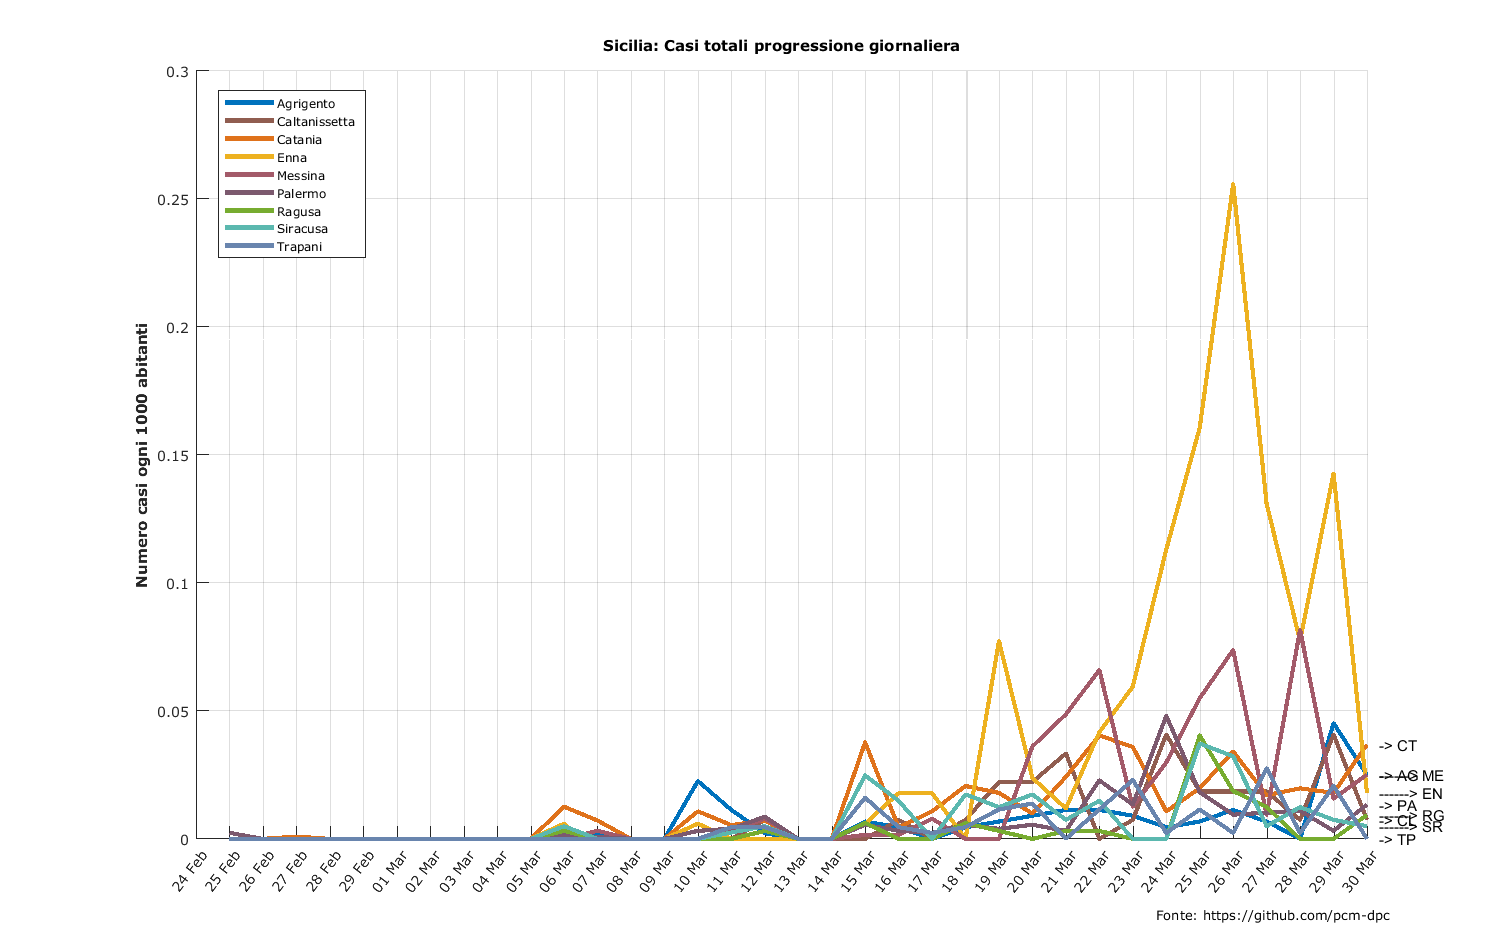 Sicilia: Casi totali progressione giornaliera
Numero casi ogni 1000 abitanti
0.3
0.25
0.2
0.15
0.1
0.05
0
Agrigento
Caltanissetta
Catania
Enna
Messina
Palermo
Ragusa
Siracusa
Trapani
-> CT
-> AG
-----> ME
-----> EN
-> PA
-----> RG
-> CL
-----> SR
-> TP
24 Feb
25 Feb
26 Feb
27 Feb
28 Feb
29 Feb
01 Mar
02 Mar
03 Mar
04 Mar
05 Mar
06 Mar
07 Mar
08 Mar
09 Mar
10 Mar
11 Mar
12 Mar
13 Mar
14 Mar
15 Mar
16 Mar
17 Mar
18 Mar
19 Mar
20 Mar
21 Mar
22 Mar
23 Mar
24 Mar
25 Mar
26 Mar
27 Mar
28 Mar
29 Mar
30 Mar
Fonte: https://github.com/pcm-dpc